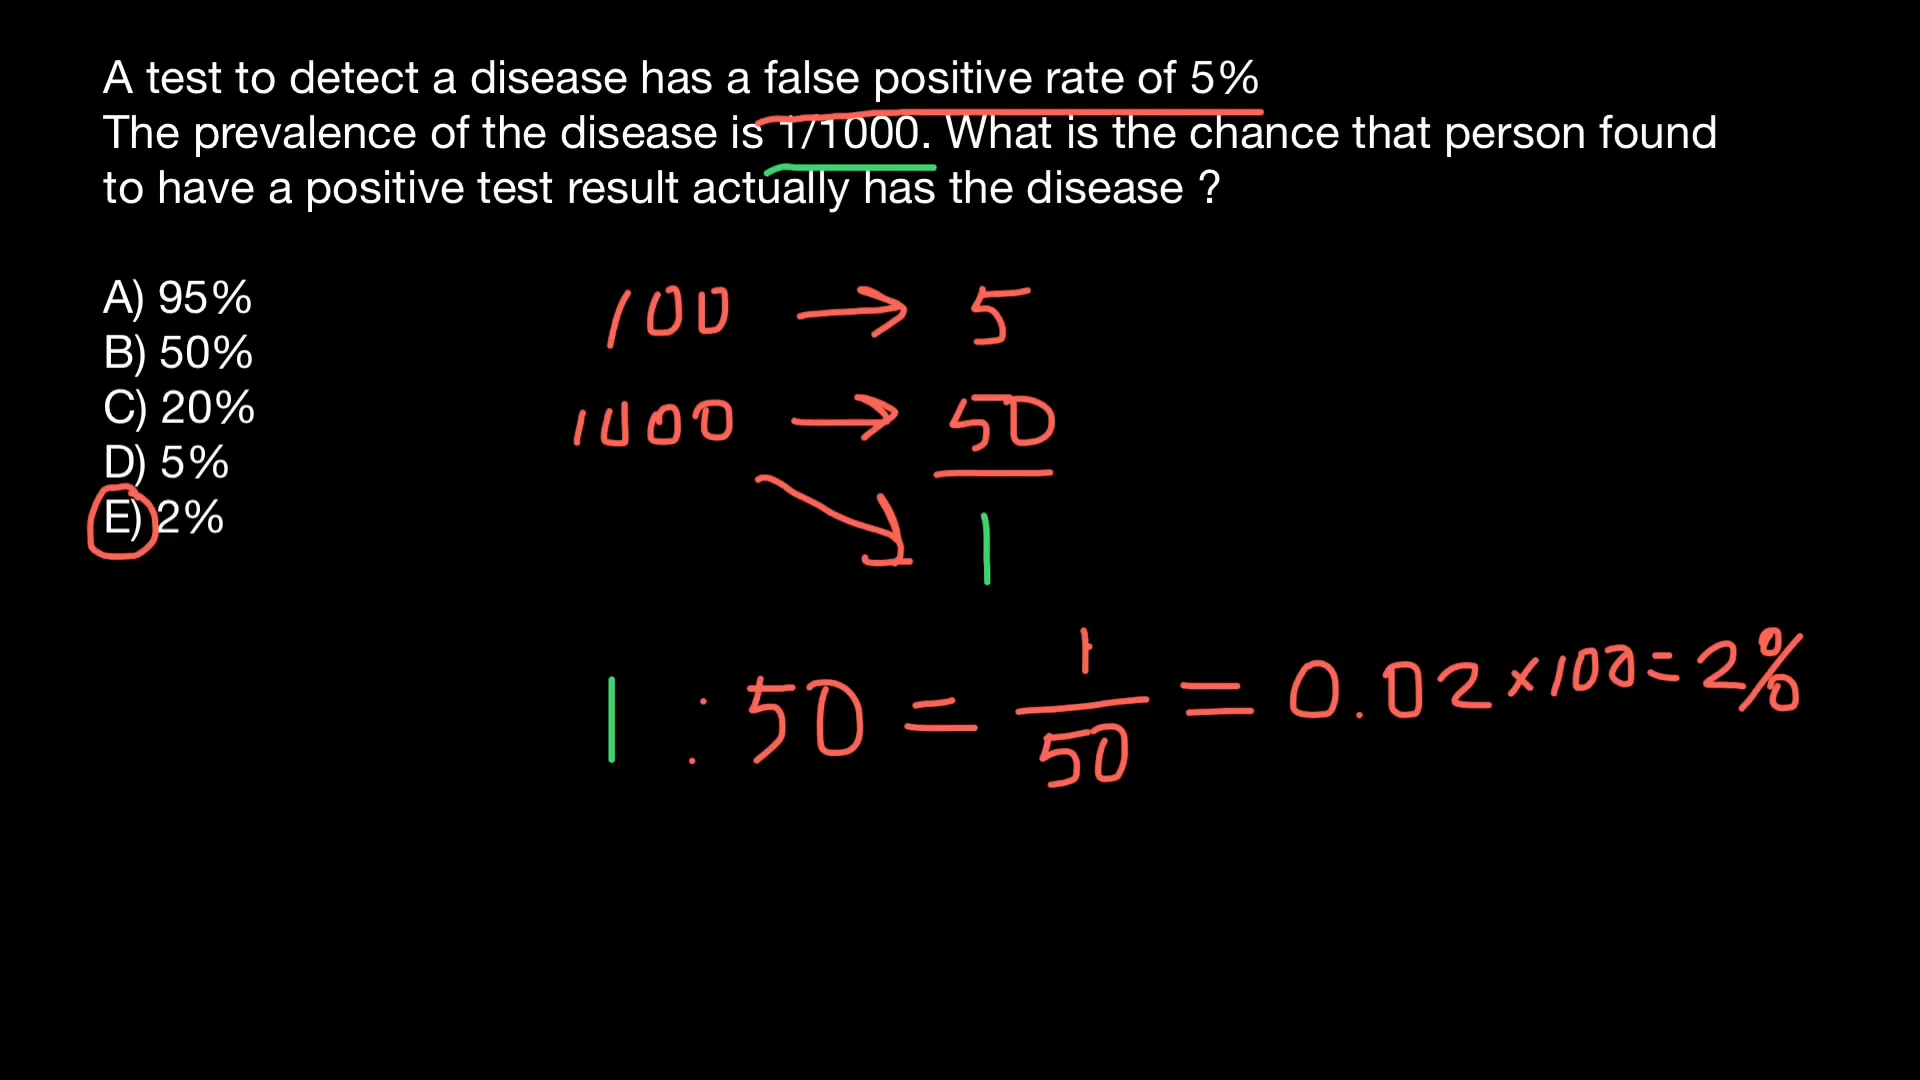 A test to detect a disease has a false positive rate of 5%
The prevalence of the disease is 1/1000. What is the chance that person found
to have a positive test result actually has the disease ?
A) 95%
B) 50%
C) 20%
D) 5%
E) 2%
100 → 5
1000 → 50
1
1 : 50 = 1/50 = 0.02 × 100 = 2%